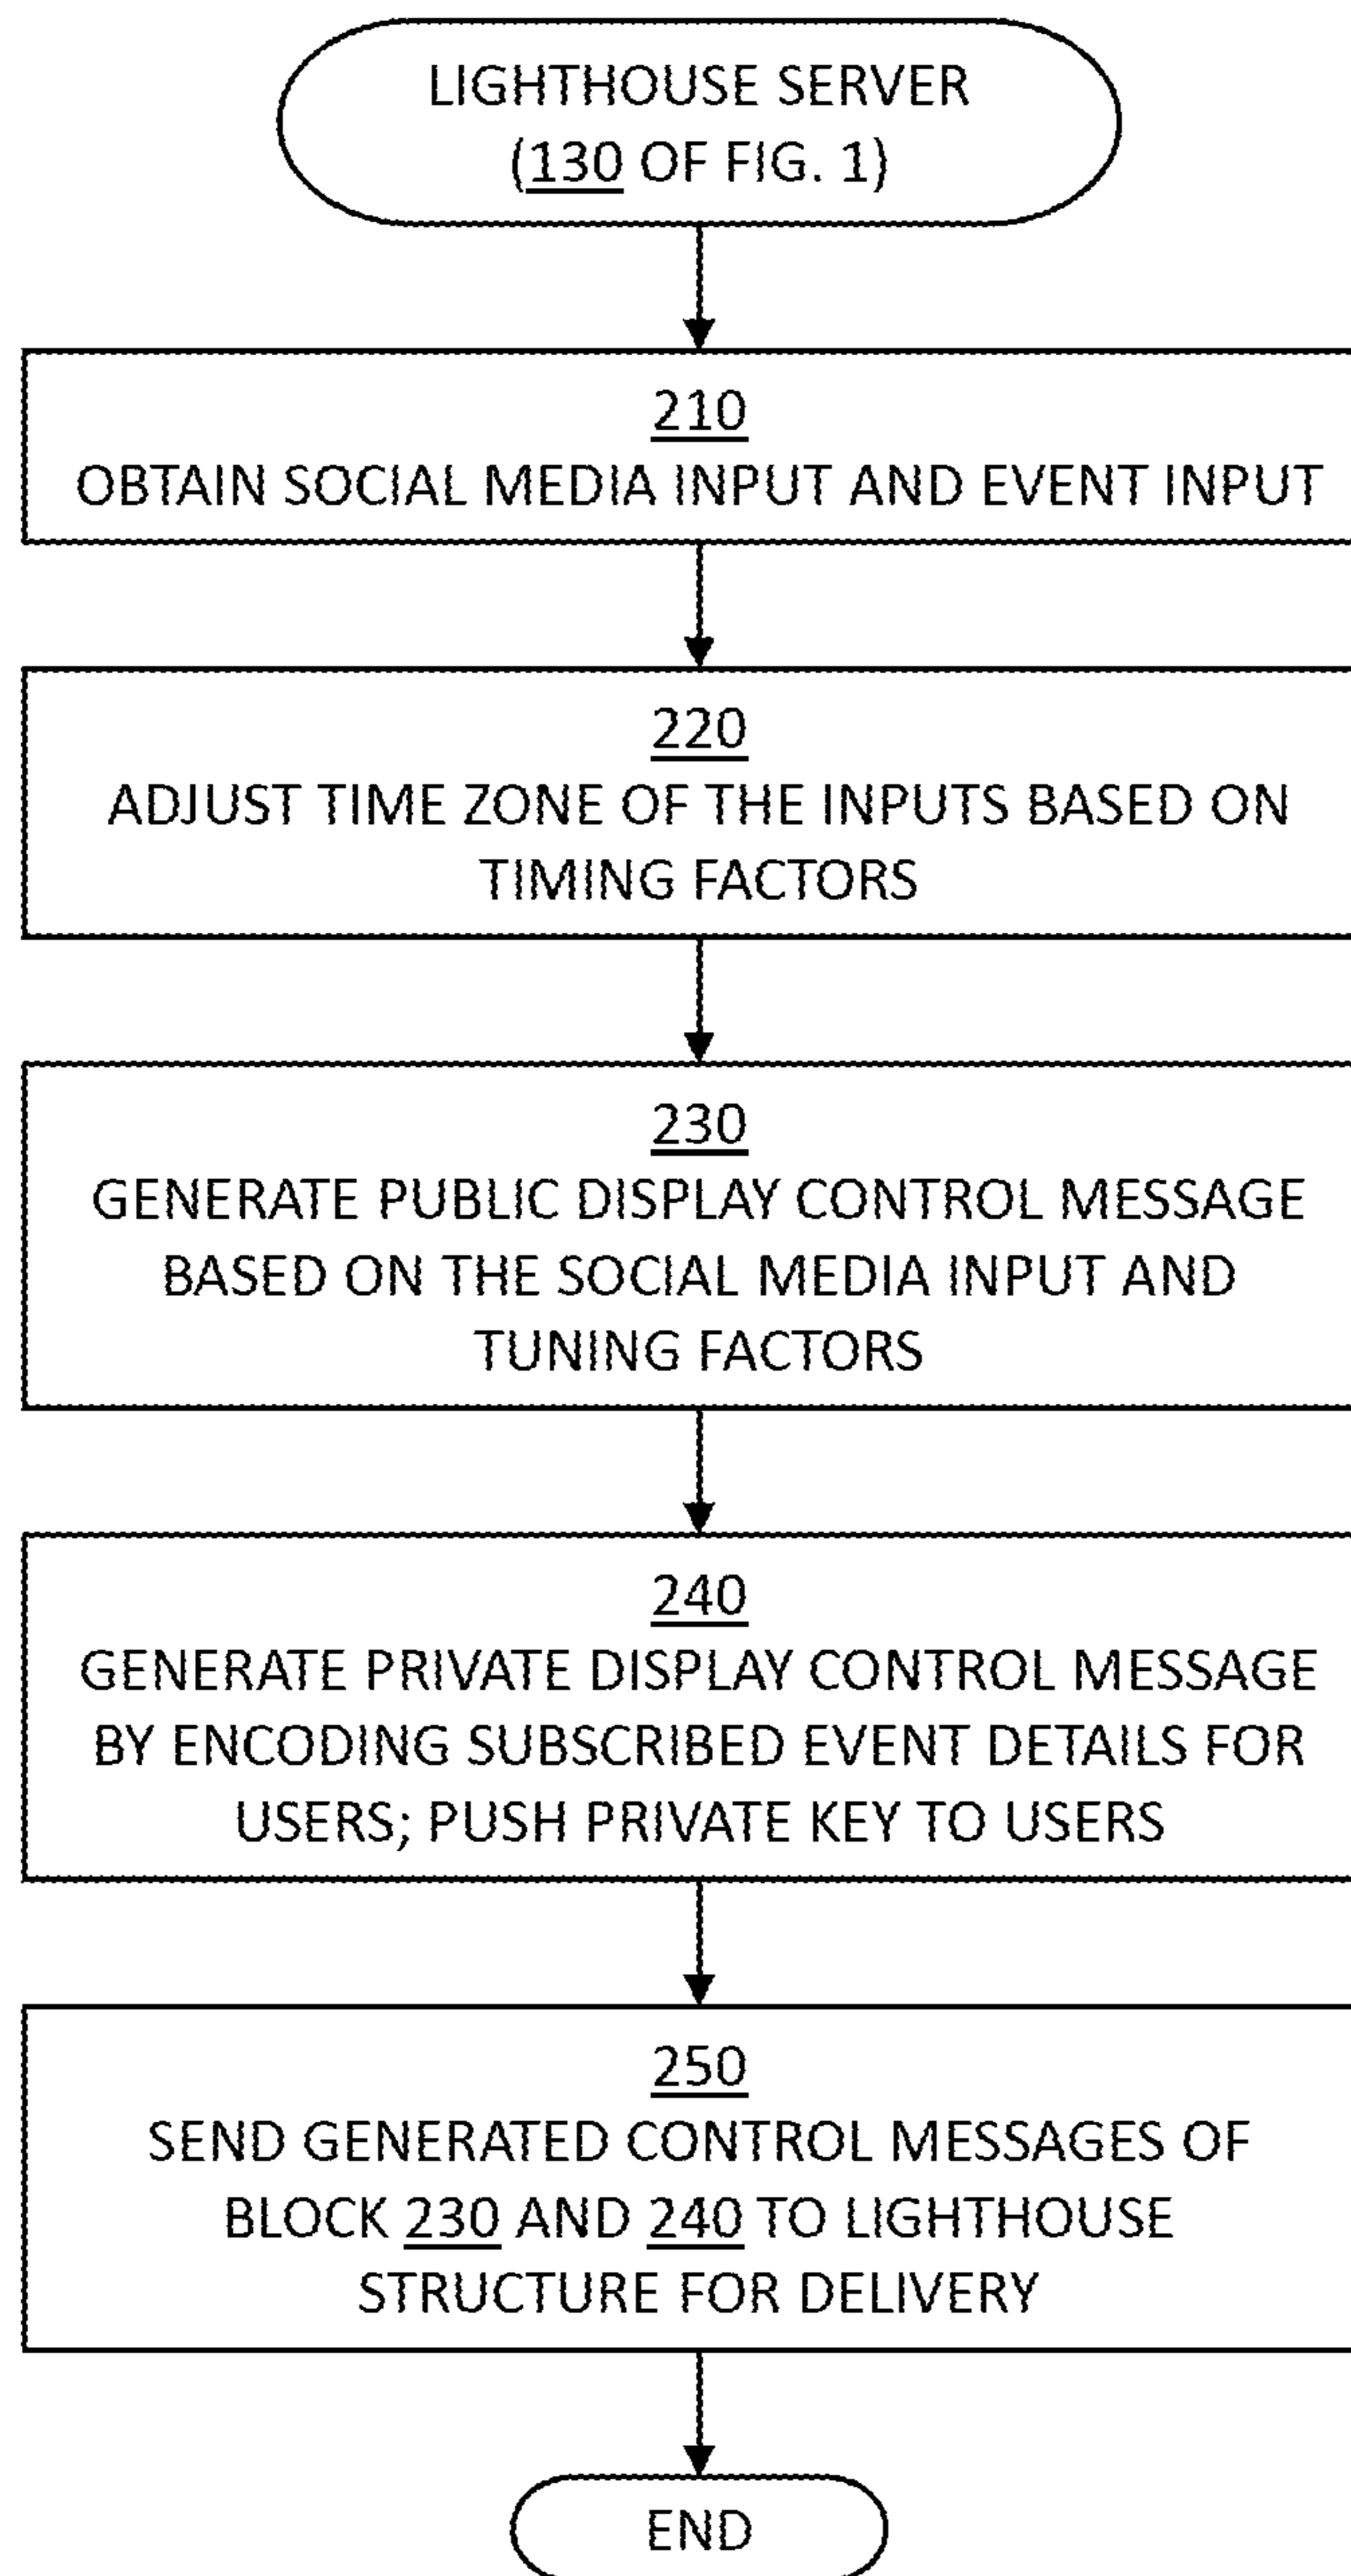 LIGHTHOUSE SERVER
(130 OF FIG. 1)
210
OBTAIN SOCIAL MEDIA INPUT AND EVENT INPUT
220
ADJUST TIME ZONE OF THE INPUTS BASED ON
TIMING FACTORS
230
GENERATE PUBLIC DISPLAY CONTROL MESSAGE
BASED ON THE SOCIAL MEDIA INPUT AND
TUNING FACTORS
240
GENERATE PRIVATE DISPLAY CONTROL MESSAGE
BY ENCODING SUBSCRIBED EVENT DETAILS FOR
USERS; PUSH PRIVATE KEY TO USERS
250
SEND GENERATED CONTROL MESSAGES OF
BLOCK 230 AND 240 TO LIGHTHOUSE
STRUCTURE FOR DELIVERY
END